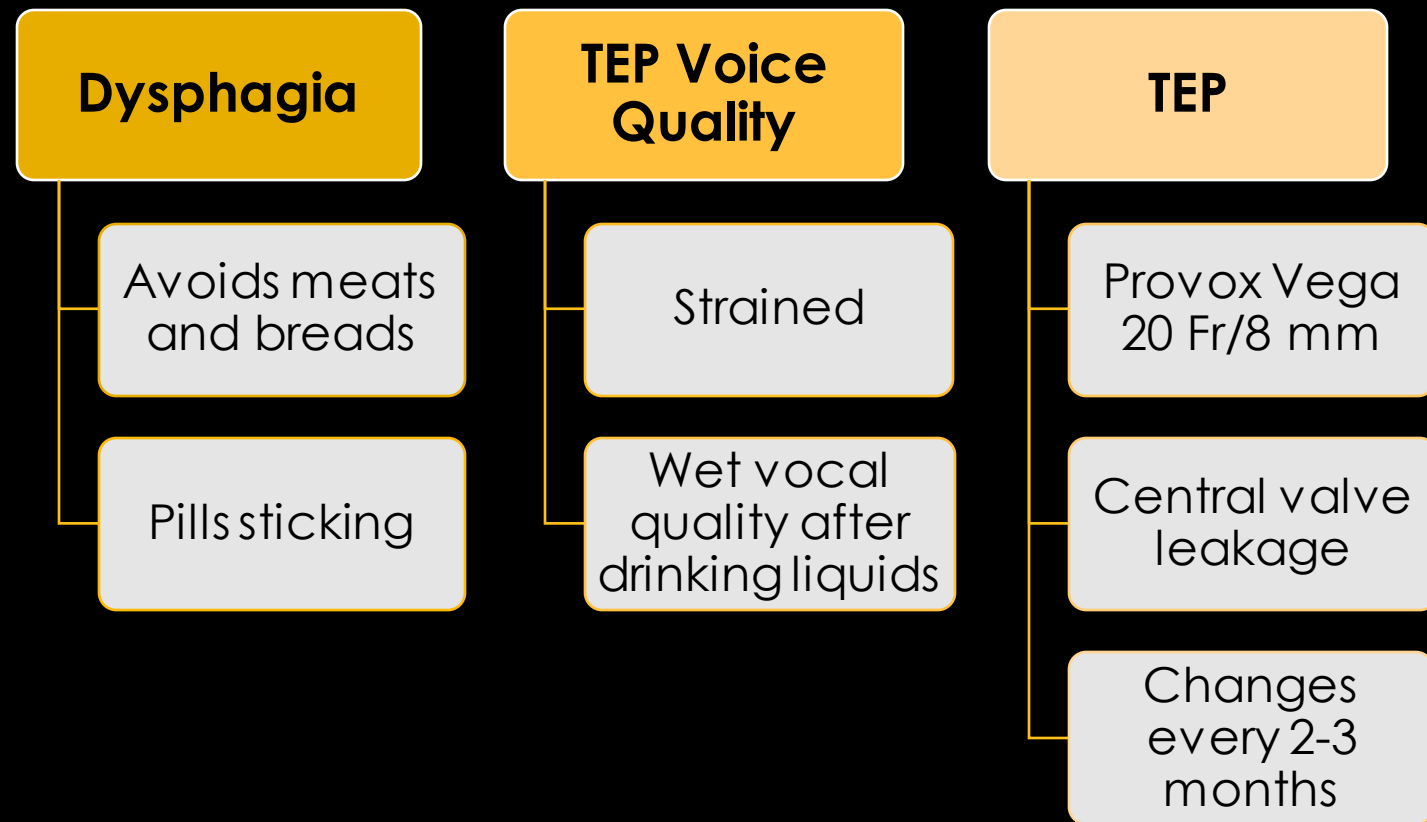 Dysphagia
Avoids meats
and breads
Pills sticking
TEP Voice
Quality
Strained
Wet vocal
quality after
drinking liquids
TEP
Provox Vega
20 Fr/8 mm
Central valve
leakage
Changes
every 2-3
months